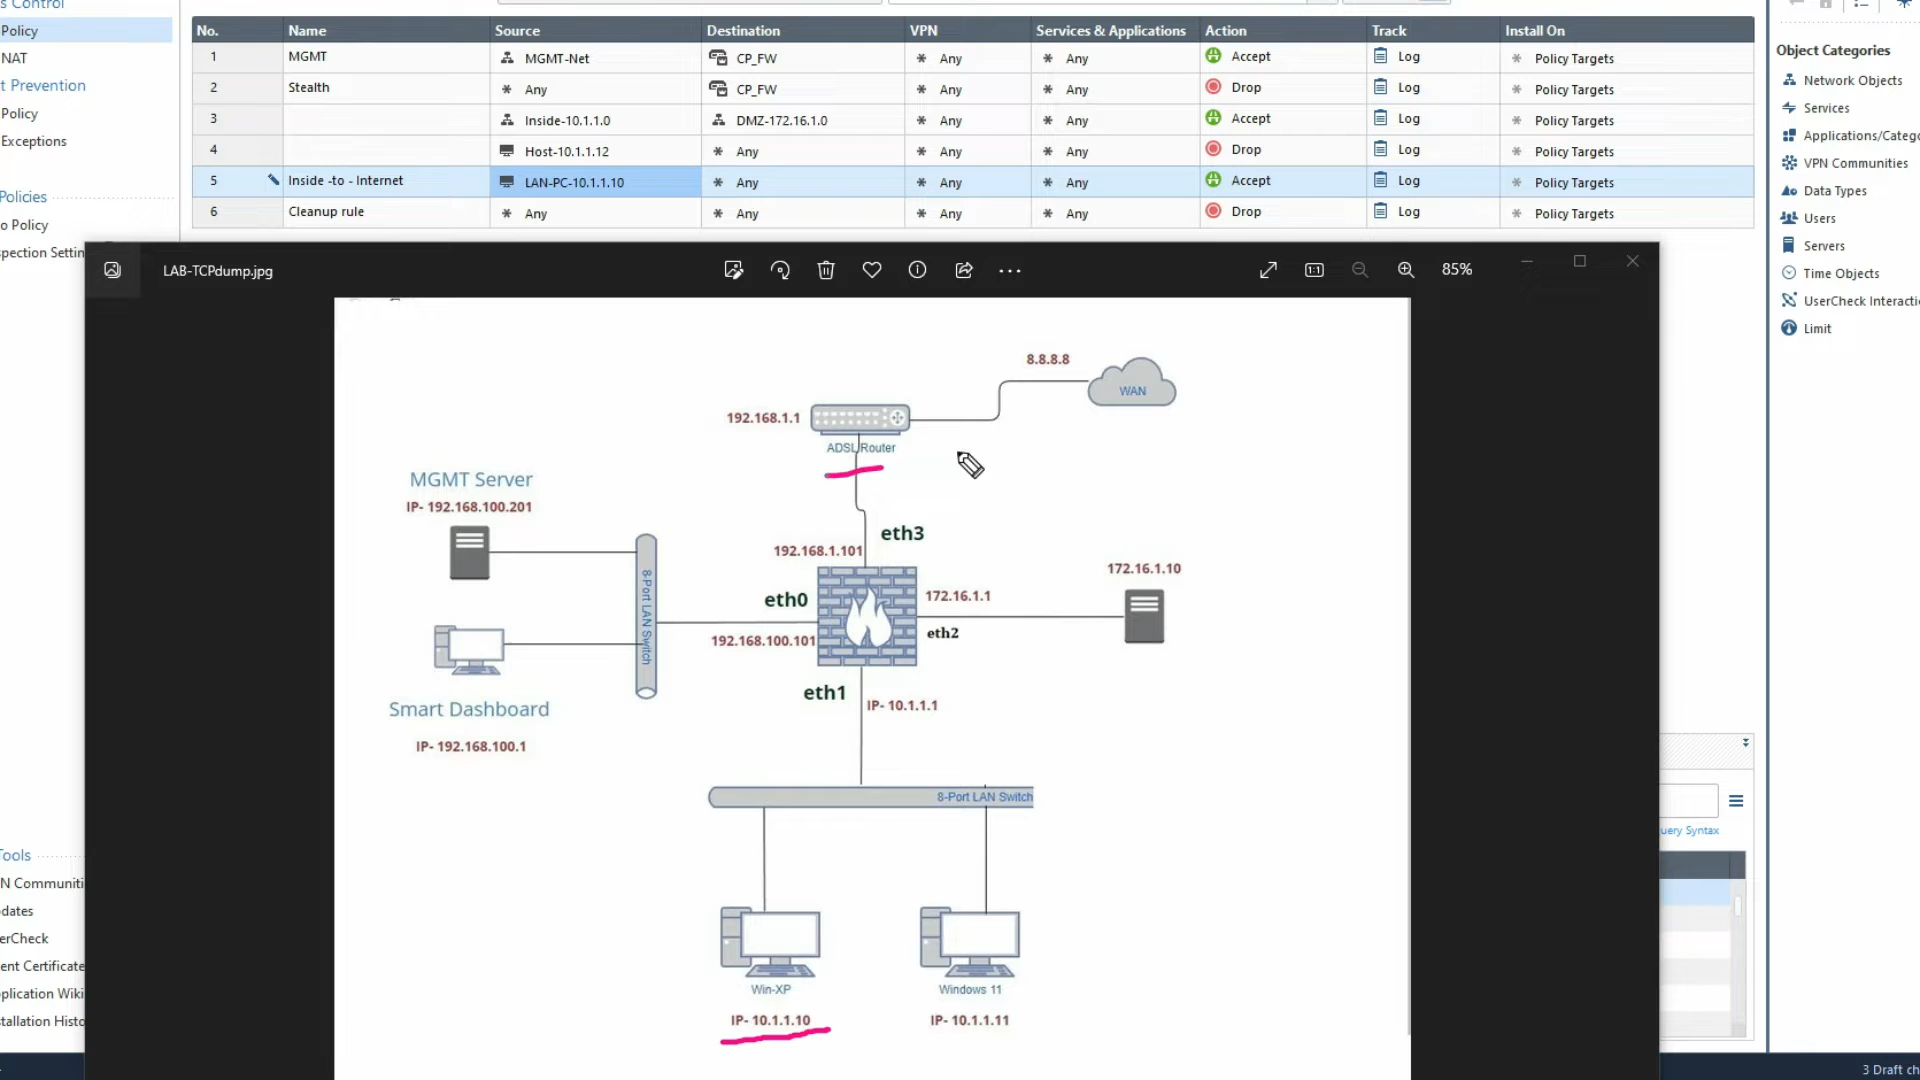 s Control
Policy
NAT
t Prevention
Policy
Exceptions
Policies
o Policy
spection Settin
No. Name Source Destination VPN Services & Applications Action Track Install On
1 MGMT MGMT-Net CP_FW Any Any Accept Log Policy Targets
2 Stealth Any CP_FW Any Any Drop Log Policy Targets
3 Inside-10.1.1.0 DMZ-172.16.1.0 Any Any Accept Log Policy Targets
4 Host-10.1.1.12 Any Any Any Drop Log Policy Targets
5 Inside -to - Internet LAN-PC-10.1.1.10 Any Any Any Accept Log Policy Targets
6 Cleanup rule Any Any Any Any Drop Log Policy Targets
Object Categories
Network Objects
Services
Applications/Catego
VPN Communities
Data Types
Users
Servers
Time Objects
UserCheck Interacti
Limit
LAB-TCPdump.jpg
1:1
85%
8.8.8.8
WAN
192.168.1.1
ADSL Router
MGMT Server
IP- 192.168.100.201
eth3
192.168.1.101
172.16.1.10
8-Port LAN Switch
eth0
172.16.1.1
192.168.100.101
eth2
eth1
IP- 10.1.1.1
Smart Dashboard
IP- 192.168.100.1
8-Port LAN Switch
Win-XP
Windows 11
IP- 10.1.1.10
IP- 10.1.1.11
uery Syntax
Tools
N Communiti
dates
erCheck
ent Certificate
plication Wiki
stallation Histo
3 Draft ch